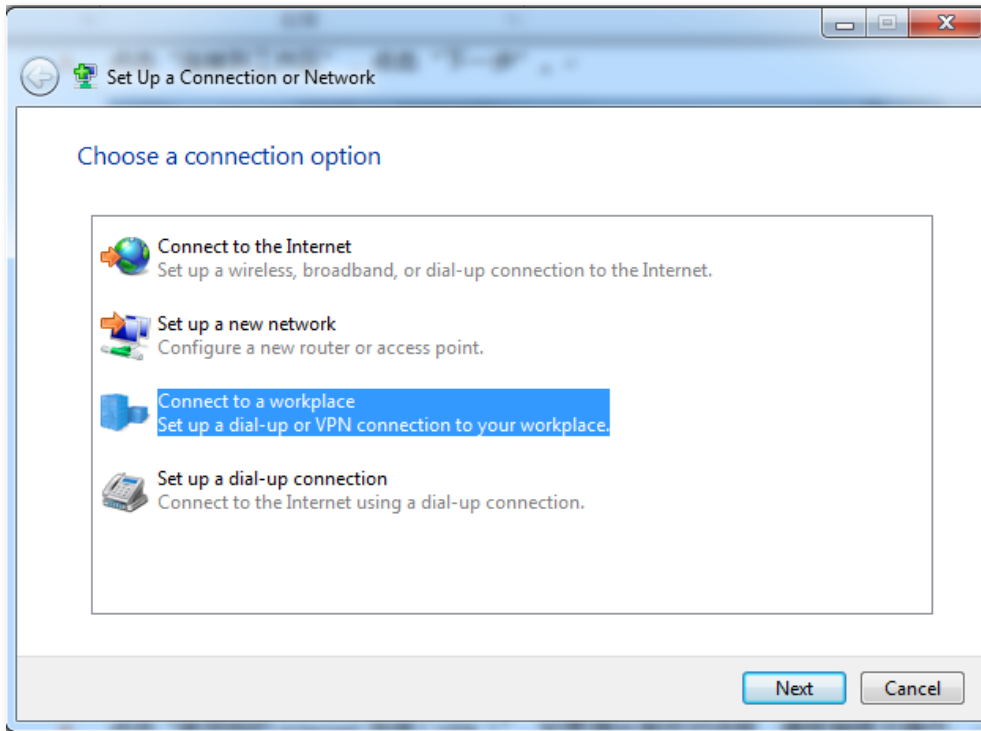 Set Up a Connection or Network
Choose a connection option
Connect to the Internet
Set up a wireless, broadband, or dial-up connection to the Internet.
Set up a new network
Configure a new router or access point.
Connect to a workplace
Set up a dial-up or VPN connection to your workplace.
Set up a dial-up connection
Connect to the Internet using a dial-up connection.
Next
Cancel